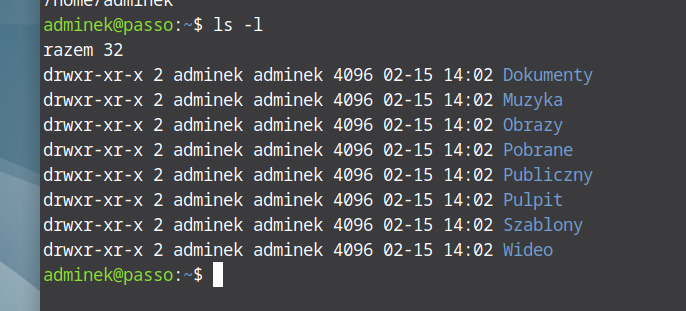 /home/adminek
adminek@passo:~$ ls -l
razem 32
drwxr-xr-x 2 adminek adminek 4096 02-15 14:02 Dokumenty
drwxr-xr-x 2 adminek adminek 4096 02-15 14:02 Muzyka
drwxr-xr-x 2 adminek adminek 4096 02-15 14:02 Obrazy
drwxr-xr-x 2 adminek adminek 4096 02-15 14:02 Pobrane
drwxr-xr-x 2 adminek adminek 4096 02-15 14:02 Publiczny
drwxr-xr-x 2 adminek adminek 4096 02-15 14:02 Pulpit
drwxr-xr-x 2 adminek adminek 4096 02-15 14:02 Szablony
drwxr-xr-x 2 adminek adminek 4096 02-15 14:02 Wideo
adminek@passo:~$